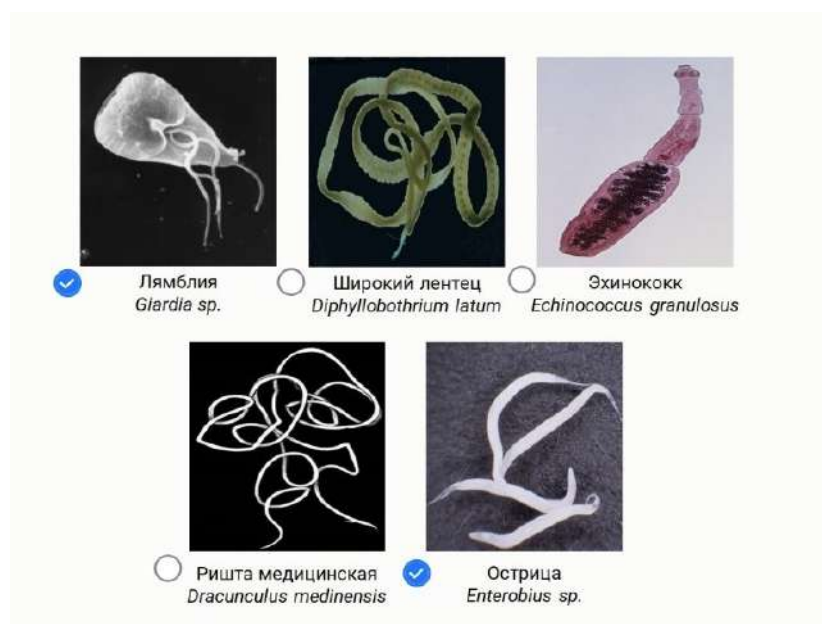 Лямблия
Giardia sp.
Широкий лентец
Diphyllobothrium latum
Эхинококк
Echinococcus granulosus
Ришта медицинская
Dracunculus medinensis
Острица
Enterobius sp.